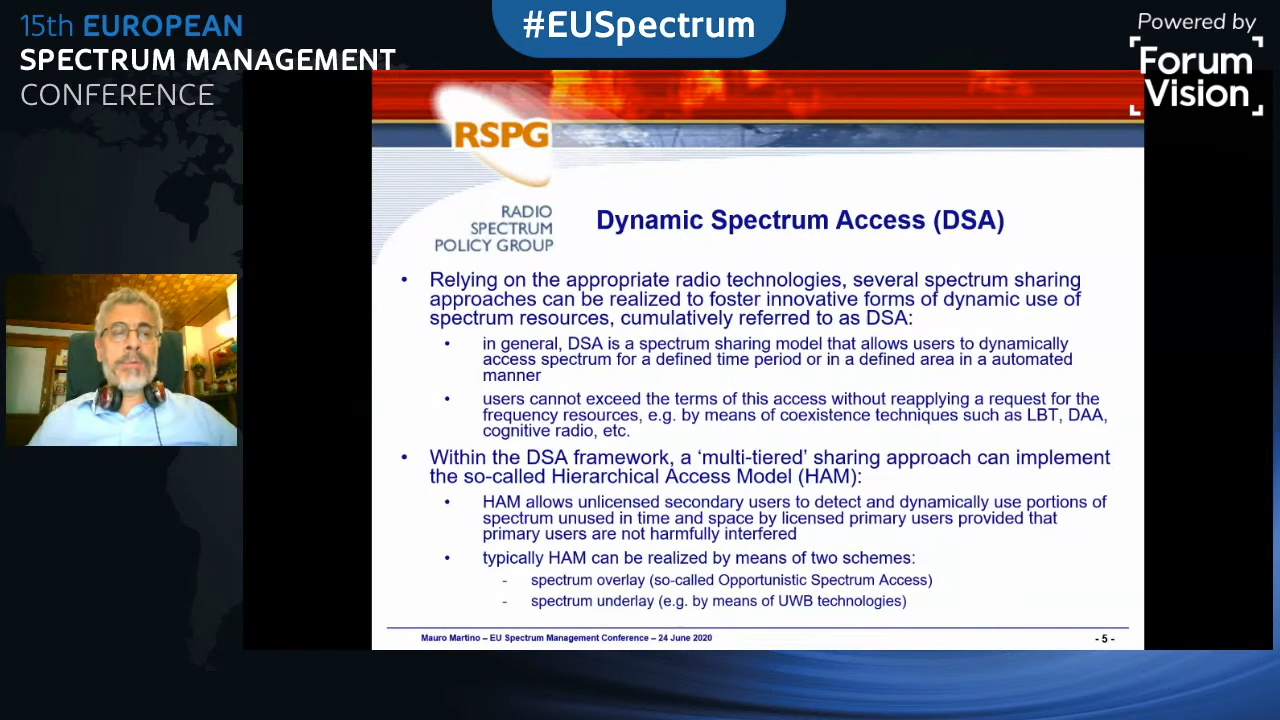 15th EUROPEAN
SPECTRUM MANAGEMENT
CONFERENCE
#EUSpectrum
Powered by
Forum
Vision
RSPG
RADIO
SPECTRUM
POLICY GROUP
Dynamic Spectrum Access (DSA)
• Relying on the appropriate radio technologies, several spectrum sharing
approaches can be realized to foster innovative forms of dynamic use of
spectrum resources, cumulatively referred to as DSA:
• in general, DSA is a spectrum sharing model that allows users to dynamically
access spectrum for a defined time period or in a defined area in a automated
manner
• users cannot exceed the terms of this access without reapplying a request for the
frequency resources, e.g. by means of coexistence techniques such as LBT, DAA,
cognitive radio, etc.
• Within the DSA framework, a ‘multi-tiered’ sharing approach can implement
the so-called Hierarchical Access Model (HAM):
• HAM allows unlicensed secondary users to detect and dynamically use portions of
spectrum unused in time and space by licensed primary users provided that
primary users are not harmfully interfered
• typically HAM can be realized by means of two schemes:
- spectrum overlay (so-called Opportunistic Spectrum Access)
- spectrum underlay (e.g. by means of UWB technologies)
Mauro Martino – EU Spectrum Management Conference – 24 June 2020
- 5 -